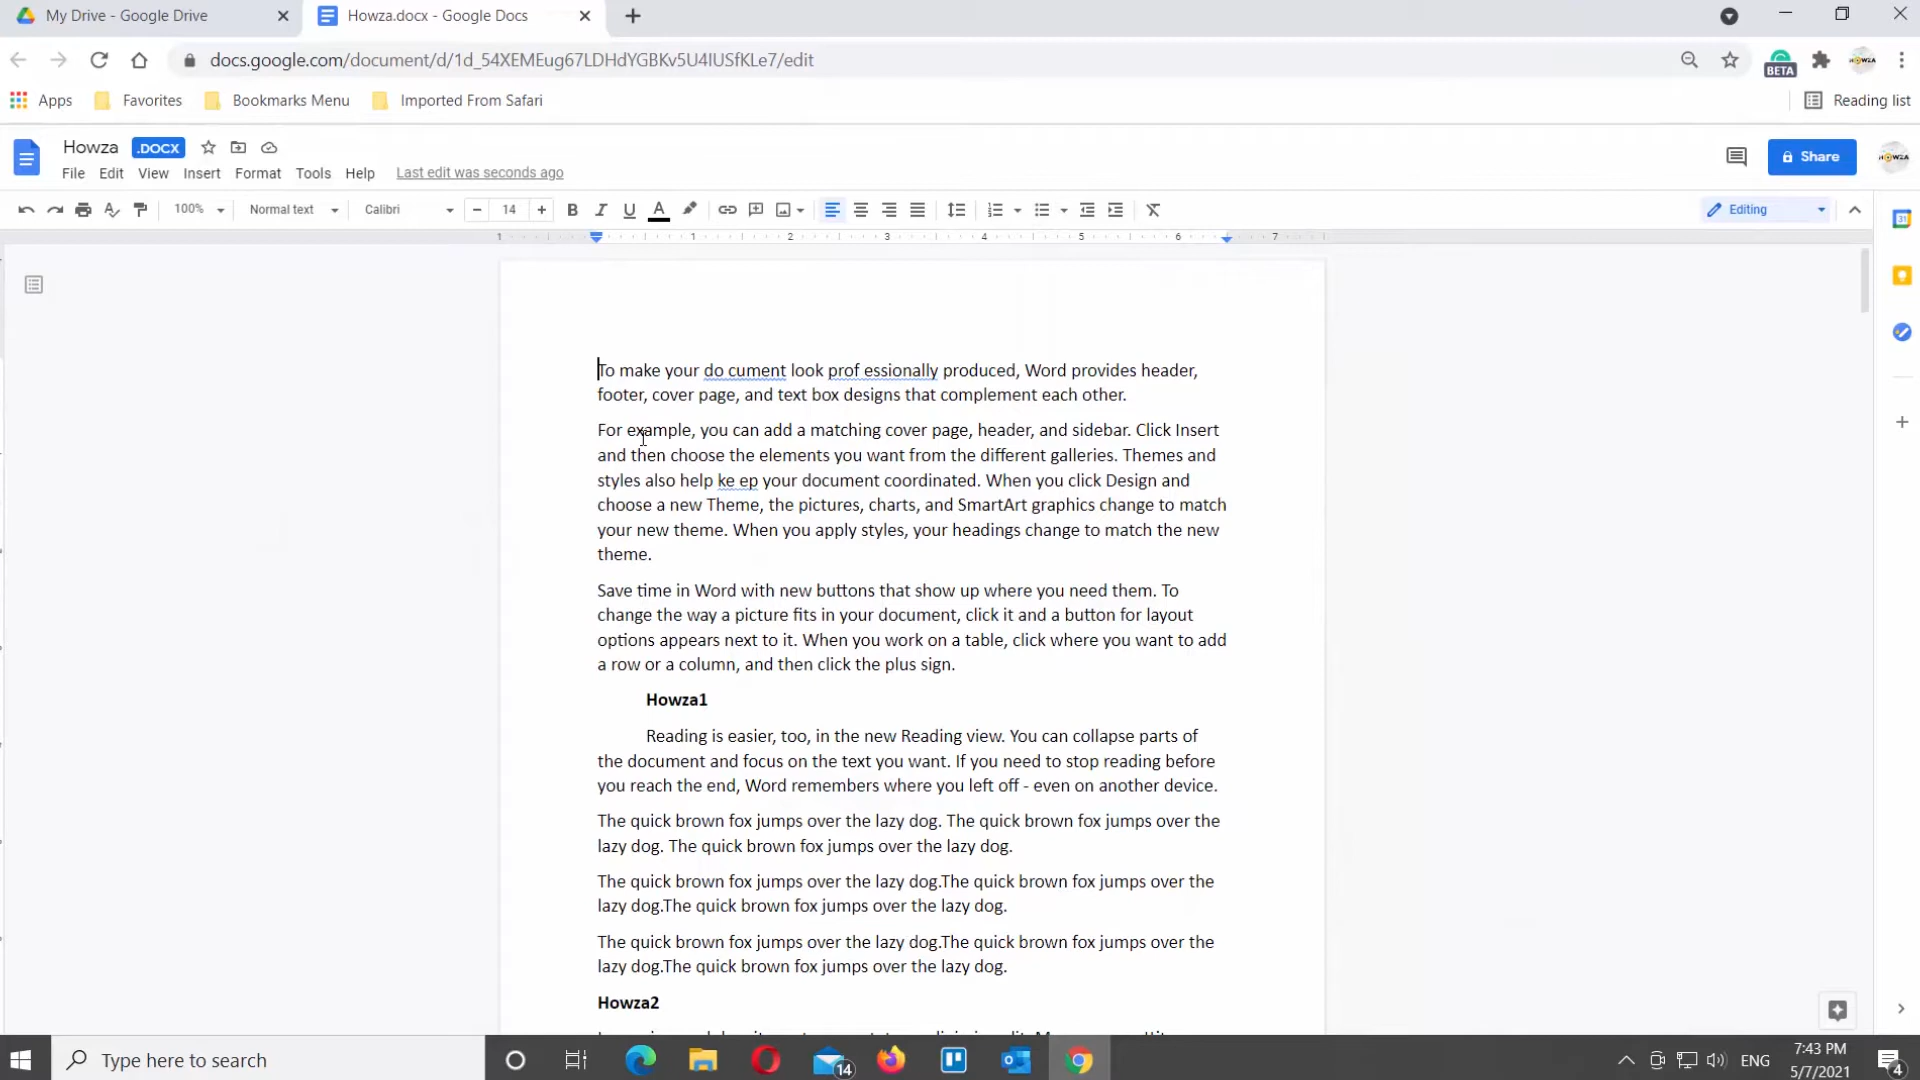 My Drive - Google Drive
Howza.docx - Google Docs
docs.google.com/document/d/1d_54XEMEug67LDHdYGBKv5U4IUSfKLe7/edit
BETA
HOWZA
Apps
Favorites
Bookmarks Menu
Imported From Safari
Reading list
Howza
.DOCX
Share
HOWZA
File
Edit
View
Insert
Format
Tools
Help
Last edit was seconds ago
100%
Normal text
Calibri
14
B
I
U
A
Editing
31
1 1 2 3 4 5 6 7
To make your do cument look prof essionally produced, Word provides header,
footer, cover page, and text box designs that complement each other.
For example, you can add a matching cover page, header, and sidebar. Click Insert
and then choose the elements you want from the different galleries. Themes and
styles also help ke ep your document coordinated. When you click Design and
choose a new Theme, the pictures, charts, and SmartArt graphics change to match
your new theme. When you apply styles, your headings change to match the new
theme.
Save time in Word with new buttons that show up where you need them. To
change the way a picture fits in your document, click it and a button for layout
options appears next to it. When you work on a table, click where you want to add
a row or a column, and then click the plus sign.
Howza1
Reading is easier, too, in the new Reading view. You can collapse parts of
the document and focus on the text you want. If you need to stop reading before
you reach the end, Word remembers where you left off - even on another device.
The quick brown fox jumps over the lazy dog. The quick brown fox jumps over the
lazy dog. The quick brown fox jumps over the lazy dog.
The quick brown fox jumps over the lazy dog.The quick brown fox jumps over the
lazy dog.The quick brown fox jumps over the lazy dog.
The quick brown fox jumps over the lazy dog.The quick brown fox jumps over the
lazy dog.The quick brown fox jumps over the lazy dog.
Howza2
Type here to search
14
ENG
7:43 PM
5/7/2021
4